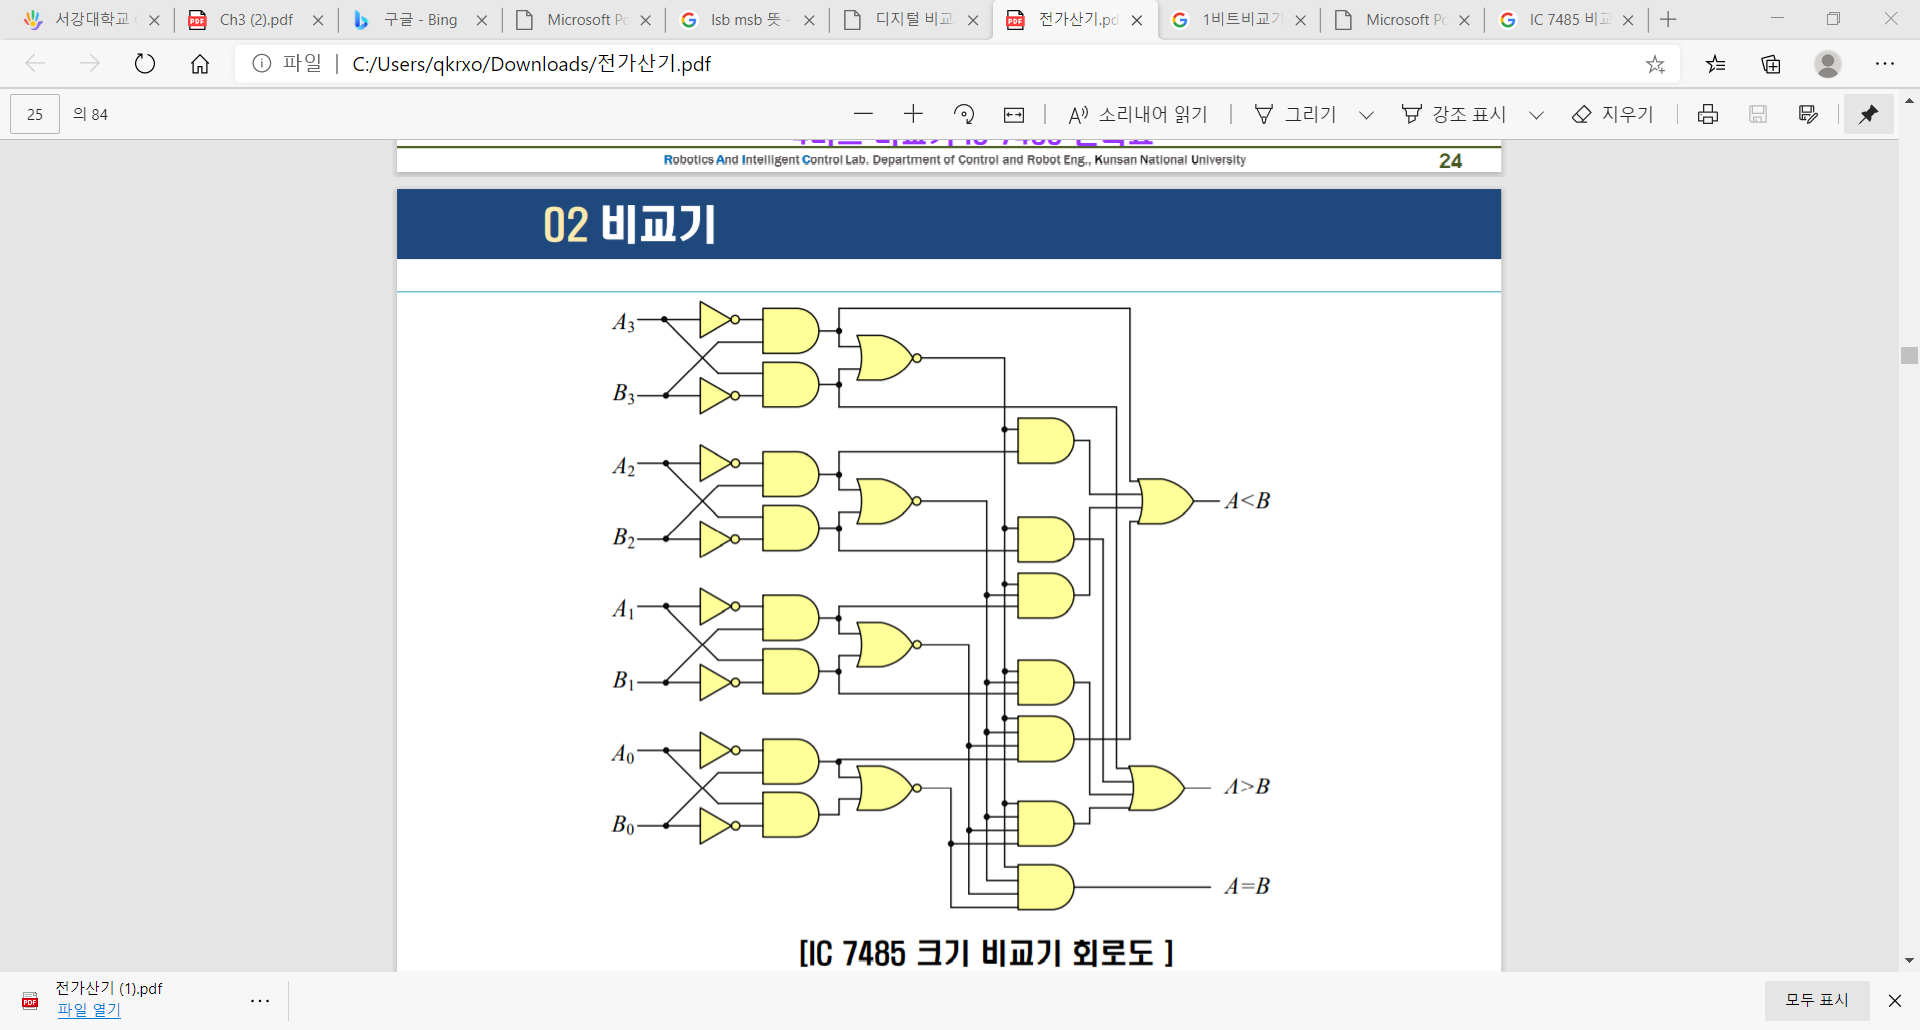 서강대학교
Ch3 (2).pdf
구글 - Bing
Microsoft Po
lsb msb 뜻 -
디지털 비교
전가산기.pd
1비트비교기
Microsoft Po
IC 7485 비교
파일
C:/Users/qkrxo/Downloads/전가산기.pdf
25 의 84
소리내어 읽기
그리기
강조 표시
지우기
Robotics And Intelligent Control Lab. Department of Control and Robot Eng., Kunsan National University
24
02 비교기
A3
B3
A2
A<B
B2
A1
B1
A0
A>B
B0
A=B
[IC 7485 크기 비교기 회로도 ]
전가산기 (1).pdf
파일 열기
모두 표시